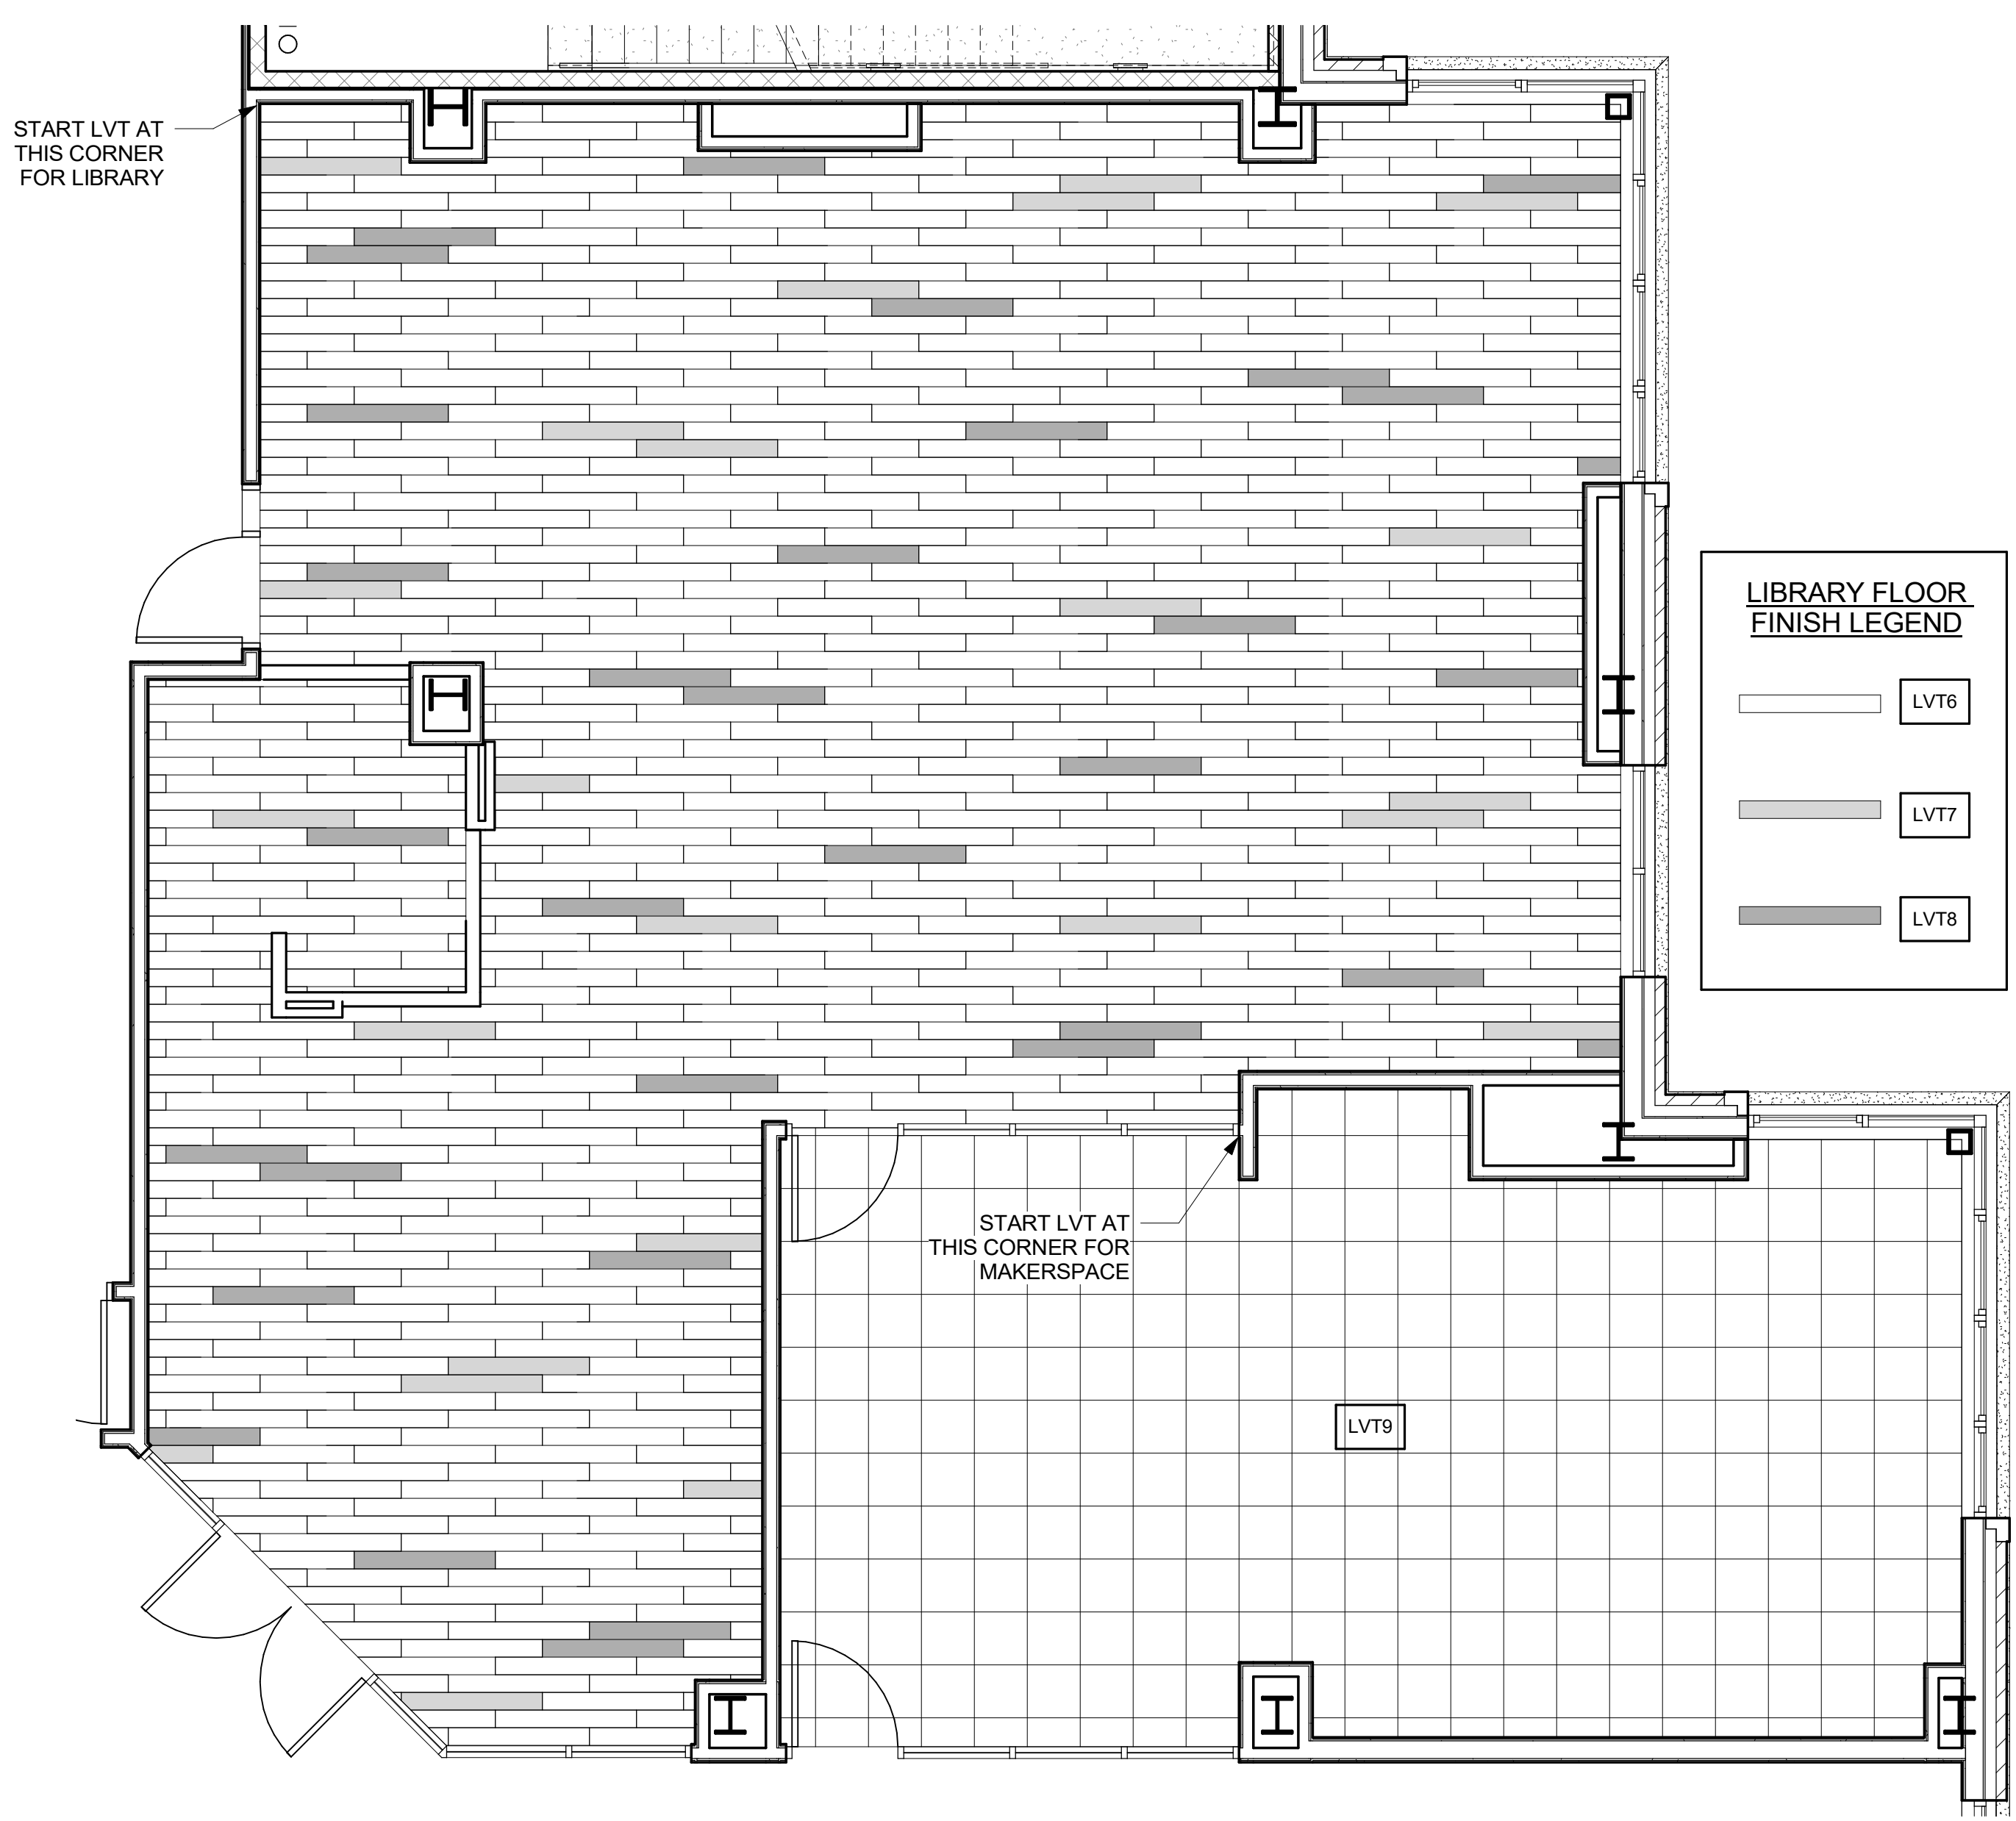 START LVT AT
THIS CORNER
FOR LIBRARY
LIBRARY FLOOR
FINISH LEGEND
LVT6
LVT7
LVT8
START LVT AT
THIS CORNER FOR
MAKERSPACE
LVT9